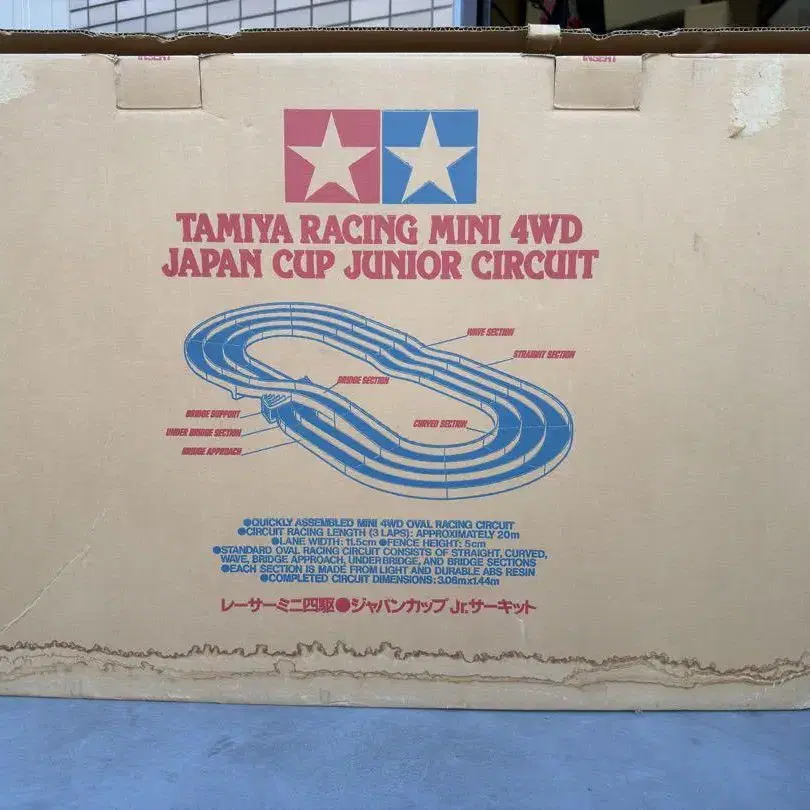 INSERT
INSERT
TAMIYA RACING MINI 4WD
JAPAN CUP JUNIOR CIRCUIT
WAVE SECTION
STRAIGHT SECTION
BRIDGE SECTION
BRIDGE SUPPORT
CURVED SECTION
UNDER BRIDGE SECTION
BRIDGE APPROACH
●QUICKLY ASSEMBLED MINI 4WD OVAL RACING CIRCUIT
●CIRCUIT RACING LENGTH (3 LAPS): APPROXIMATELY 20m
●LANE WIDTH: 11.5cm ●FENCE HEIGHT: 5cm
●STANDARD OVAL RACING CIRCUIT CONSISTS OF STRAIGHT, CURVED,
WAVE, BRIDGE APPROACH, UNDER BRIDGE, AND BRIDGE SECTIONS
●EACH SECTION IS MADE FROM LIGHT AND DURABLE ABS RESIN
●COMPLETED CIRCUIT DIMENSIONS: 3.06m×1.44m
レーサーミニ四駆●ジャパンカップ Jr.サーキット